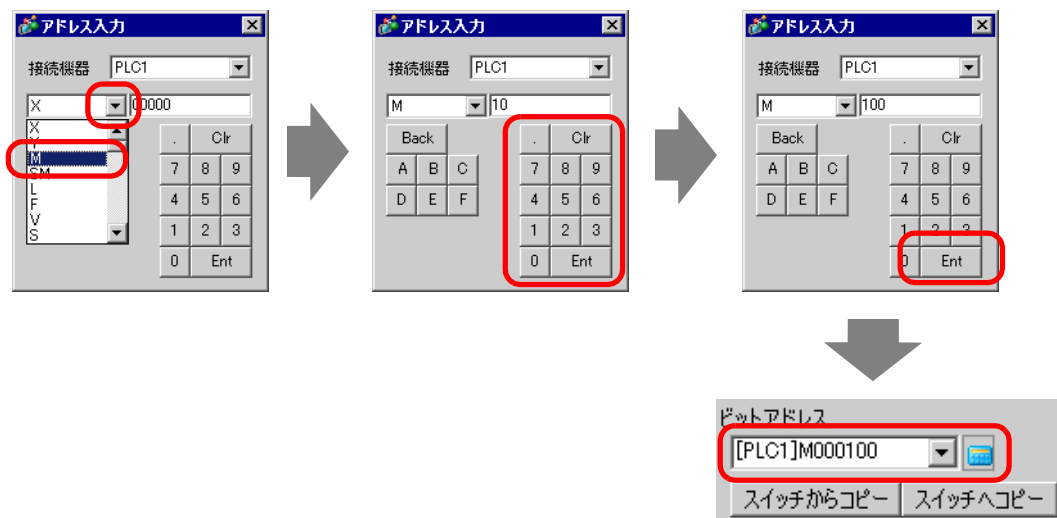 アドレス入力
接続機器 PLC1
X 00000
X
Y
M
SM
L
F
V
S
. Clr
7 8 9
4 5 6
1 2 3
0 Ent
アドレス入力
接続機器 PLC1
M 10
Back . Clr
A B C 7 8 9
D E F 4 5 6
1 2 3
0 Ent
アドレス入力
接続機器 PLC1
M 100
Back . Clr
A B C 7 8 9
D E F 4 5 6
1 2 3
0 Ent
ビットアドレス
[PLC1]M000100
スイッチからコピー スイッチへコピー